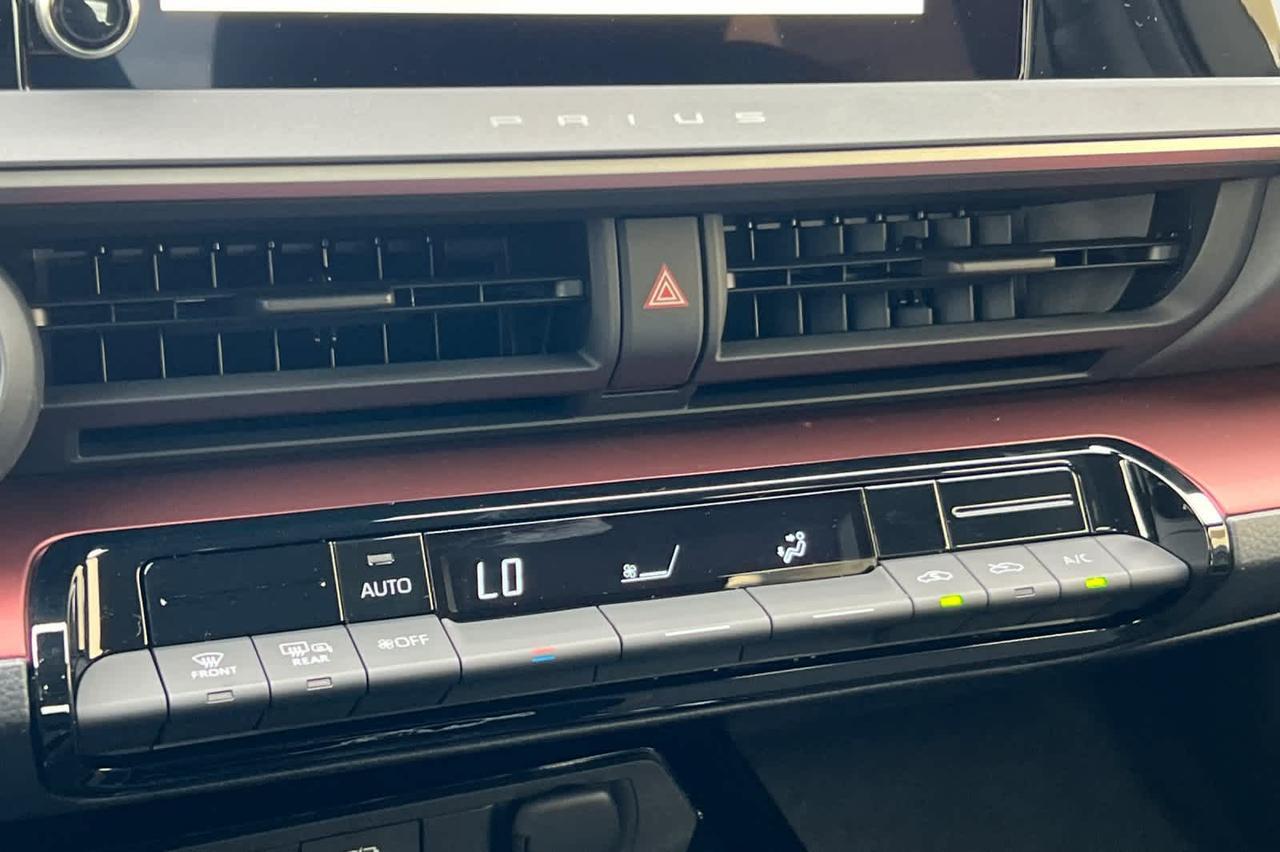 PRIUS
AUTO
LO
FRONT
REAR
OFF
A/C